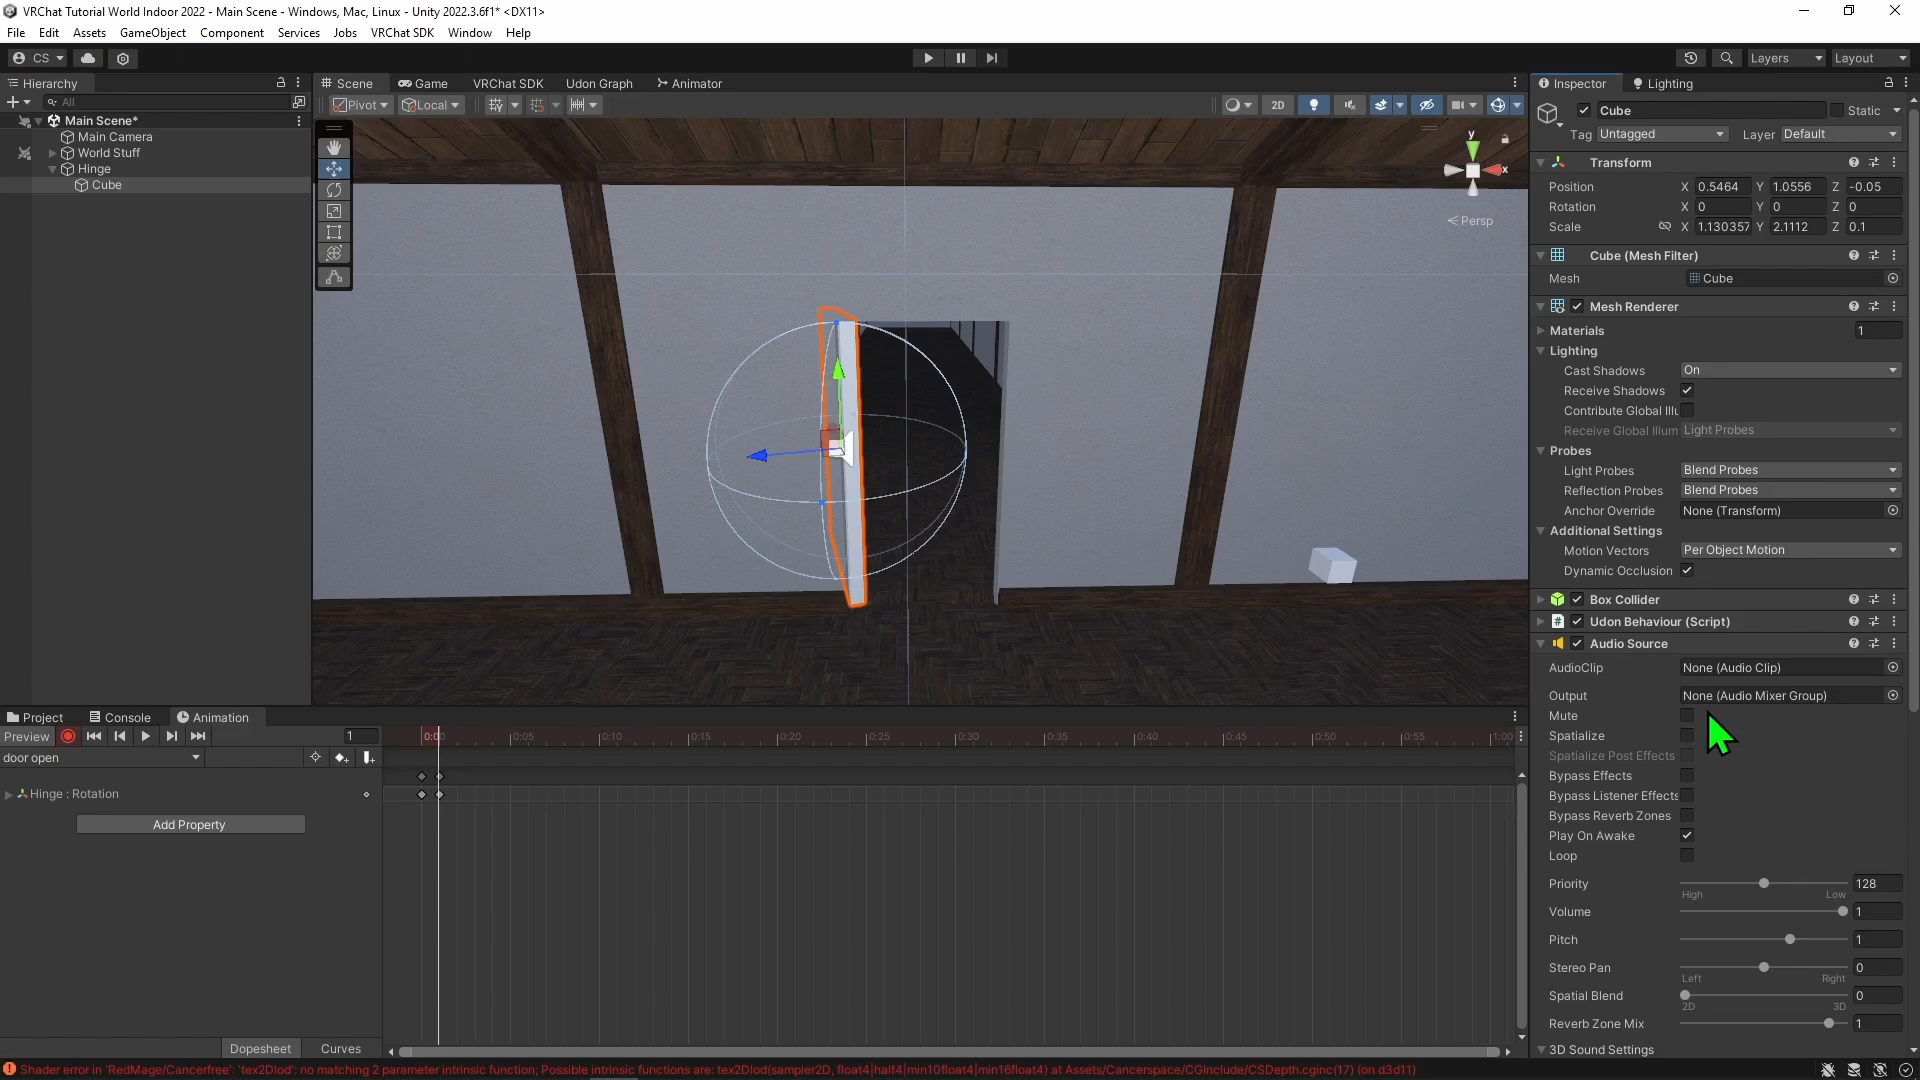 VRChat Tutorial World Indoor 2022 - Main Scene - Windows, Mac, Linux - Unity 2022.3.6f1* <DX11>
File Edit Assets GameObject Component Services Jobs VRChat SDK Window Help
CS Layers Layout
Hierarchy
All
Main Scene*
Main Camera
World Stuff
Hinge
Cube
Scene Game VRChat SDK Udon Graph Animator
Pivot Local 2D
y
x
Persp
Inspector Lighting
Cube Static
Tag Untagged Layer Default
Transform
Position X 0.5464 Y 1.0556 Z -0.05
Rotation X 0 Y 0 Z 0
Scale X 1.130357 Y 2.1112 Z 0.1
Cube (Mesh Filter)
Mesh Cube
Mesh Renderer
Materials 1
Lighting
Cast Shadows On
Receive Shadows
Contribute Global Illu
Receive Global Illum Light Probes
Probes
Light Probes Blend Probes
Reflection Probes Blend Probes
Anchor Override None (Transform)
Additional Settings
Motion Vectors Per Object Motion
Dynamic Occlusion
Box Collider
Udon Behaviour (Script)
Audio Source
AudioClip None (Audio Clip)
Output None (Audio Mixer Group)
Mute
Spatialize
Spatialize Post Effects
Bypass Effects
Bypass Listener Effects
Bypass Reverb Zones
Play On Awake
Loop
Priority 128
High Low
Volume 1
Pitch 1
Stereo Pan 0
Left Right
Spatial Blend 0
2D 3D
Reverb Zone Mix 1
3D Sound Settings
Project Console Animation
Preview 1
0:00 0:05 0:10 0:15 0:20 0:25 0:30 0:35 0:40 0:45 0:50 0:55 1:00
door open
Hinge : Rotation
Add Property
Dopesheet Curves
Shader error in 'RedMage/Cancerfree': 'tex2Dlod': no matching 2 parameter intrinsic function; Possible intrinsic functions are: tex2Dlod(sampler2D, float4|half4|min10float4|min16float4) at Assets/Cancerspace/CGInclude/CSDepth.cginc(17) (on d3d11)